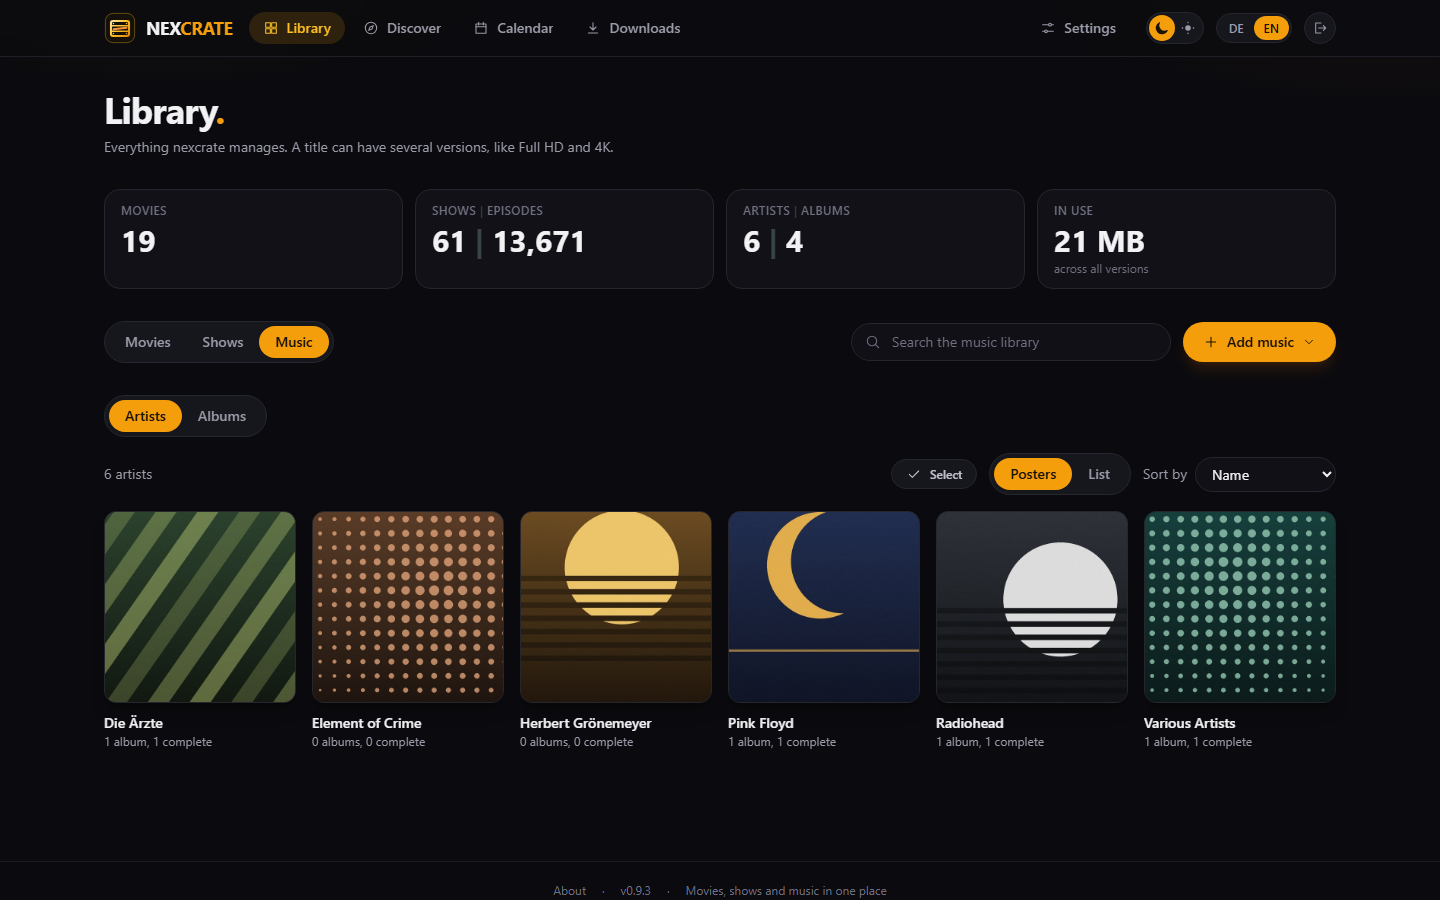 NEXCRATE Library Discover Calendar Downloads Settings DE EN
Library.
Everything nexcrate manages. A title can have several versions, like Full HD and 4K.
MOVIES
19
SHOWS | EPISODES
61 | 13,671
ARTISTS | ALBUMS
6 | 4
IN USE
21 MB
across all versions
Movies Shows Music
Search the music library
Add music
Artists Albums
6 artists
Select
Posters List
Sort by Name
Die Ärzte
1 album, 1 complete
Element of Crime
0 albums, 0 complete
Herbert Grönemeyer
0 albums, 0 complete
Pink Floyd
1 album, 1 complete
Radiohead
1 album, 1 complete
Various Artists
1 album, 1 complete
About · v0.9.3 · Movies, shows and music in one place